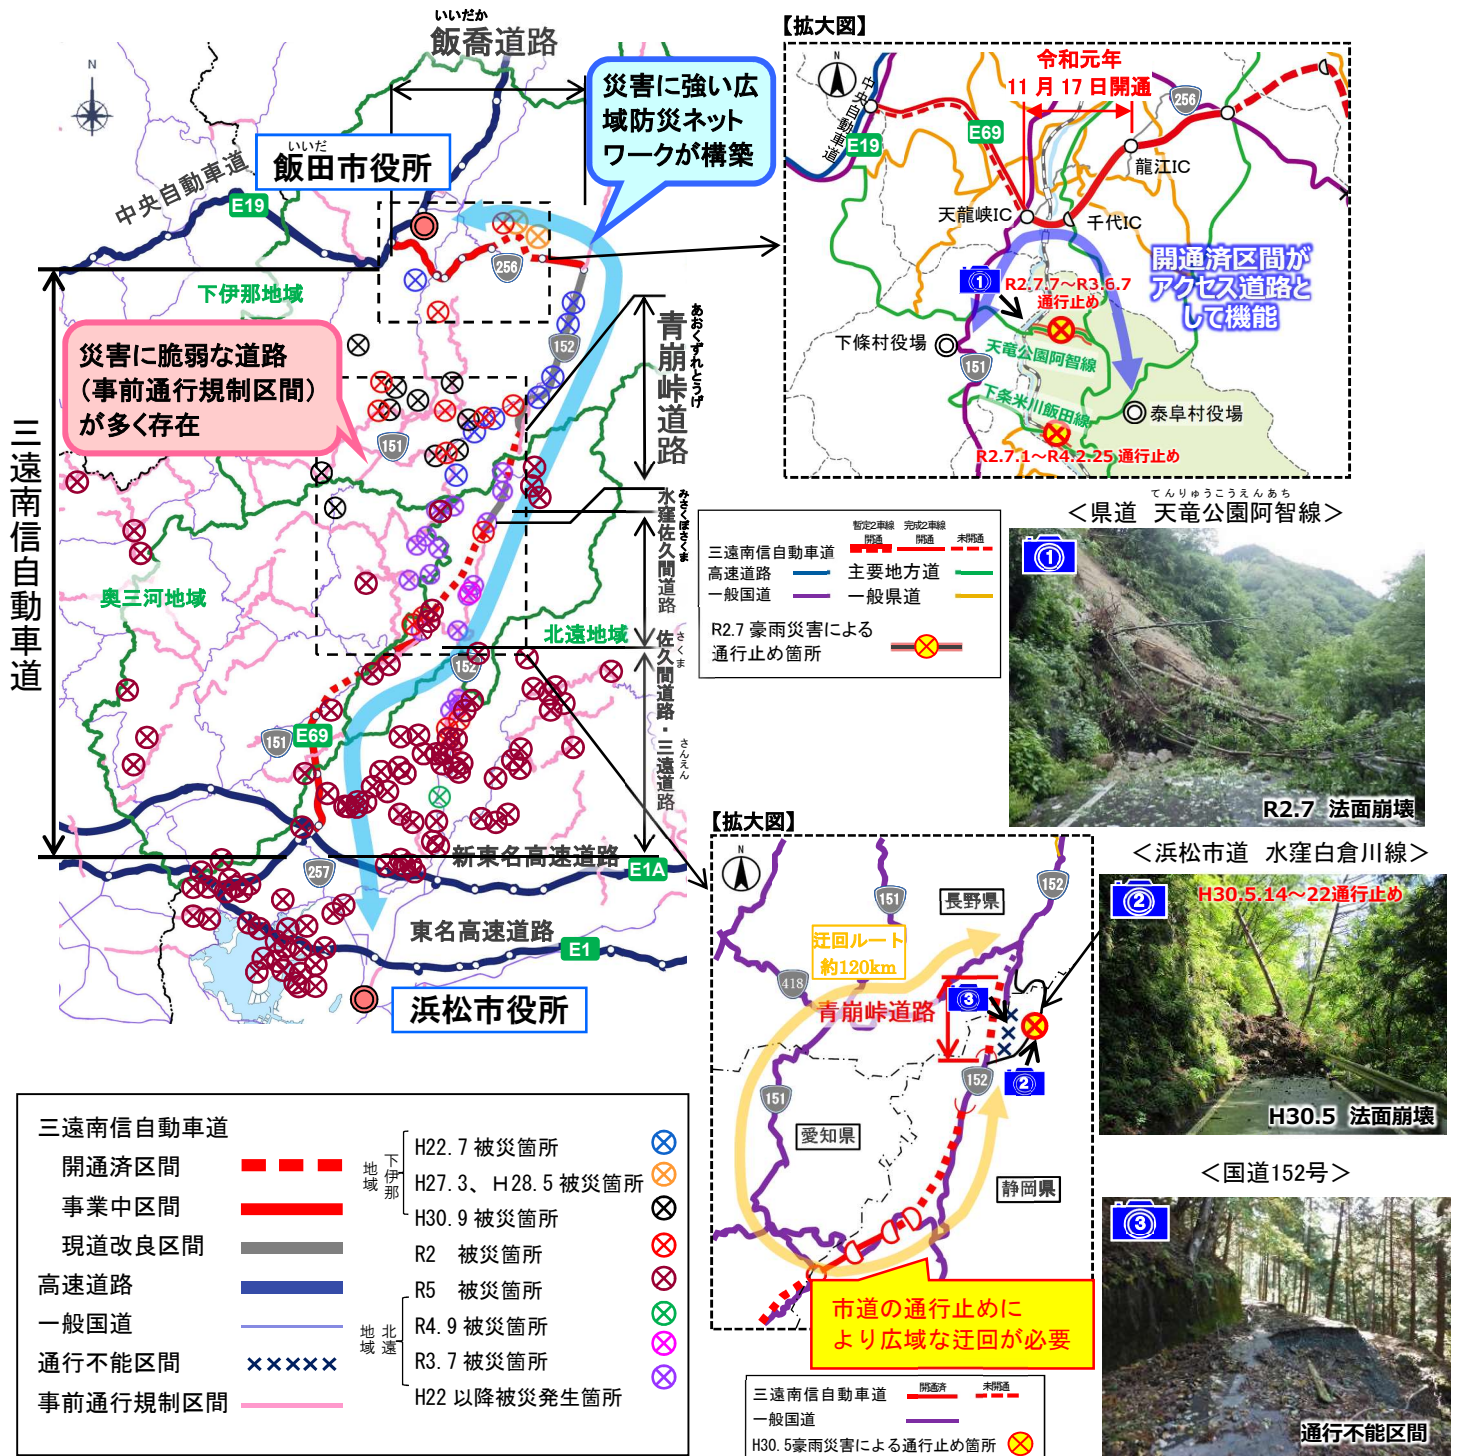 いいだか
飯喬道路
N
災害に強い広
域防災ネット
ワークが構築
いいだ
飯田市役所
中央自動車道
E19
256
下伊那地域
災害に脆弱な道路
（事前通行規制区間）
が多く存在
152
あおくずれとうげ
青崩峠道路
151
三遠南信自動車道
みさくぼさくま
水窪佐久間道路
奥三河地域
北遠地域
152
さくま
佐久間道路・三遠道路
さんえん
151
E69
257
新東名高速道路
E1A
東名高速道路
E1
浜松市役所
三遠南信自動車道
開通済区間
事業中区間
現道改良区間
高速道路
一般国道
通行不能区間
事前通行規制区間
下伊那地域
H22.7 被災箇所
H27.3、H28.5 被災箇所
H30.9 被災箇所
R2 被災箇所
R5 被災箇所
北遠地域
R4.9 被災箇所
R3.7 被災箇所
H22 以降被災発生箇所
【拡大図】
N
令和元年
11 月 17 日開通
中央自動車道
E19
E69
256
龍江IC
天龍峡IC
千代IC
開通済区間が
アクセス道路と
して機能
①
R2.7.7～R3.6.7
通行止め
下條村役場
天竜公園阿智線
151
下条米川飯田線
泰阜村役場
R2.7.1～R4.2.25 通行止め
暫定2車線開通
完成2車線開通
未開通
三遠南信自動車道
高速道路
主要地方道
一般国道
一般県道
R2.7 豪雨災害による
通行止め箇所
てんりゅうこうえんあち
＜県道 天竜公園阿智線＞
①
R2.7 法面崩壊
＜浜松市道 水窪白倉川線＞
②
H30.5.14～22通行止め
H30.5 法面崩壊
＜国道152号＞
③
通行不能区間
【拡大図】
N
152
151
長野県
迂回ルート
約120km
418
青崩峠道路
③
②
152
151
愛知県
静岡県
市道の通行止めに
より広域な迂回が必要
開通済
未開通
三遠南信自動車道
一般国道
H30.5豪雨災害による通行止め箇所